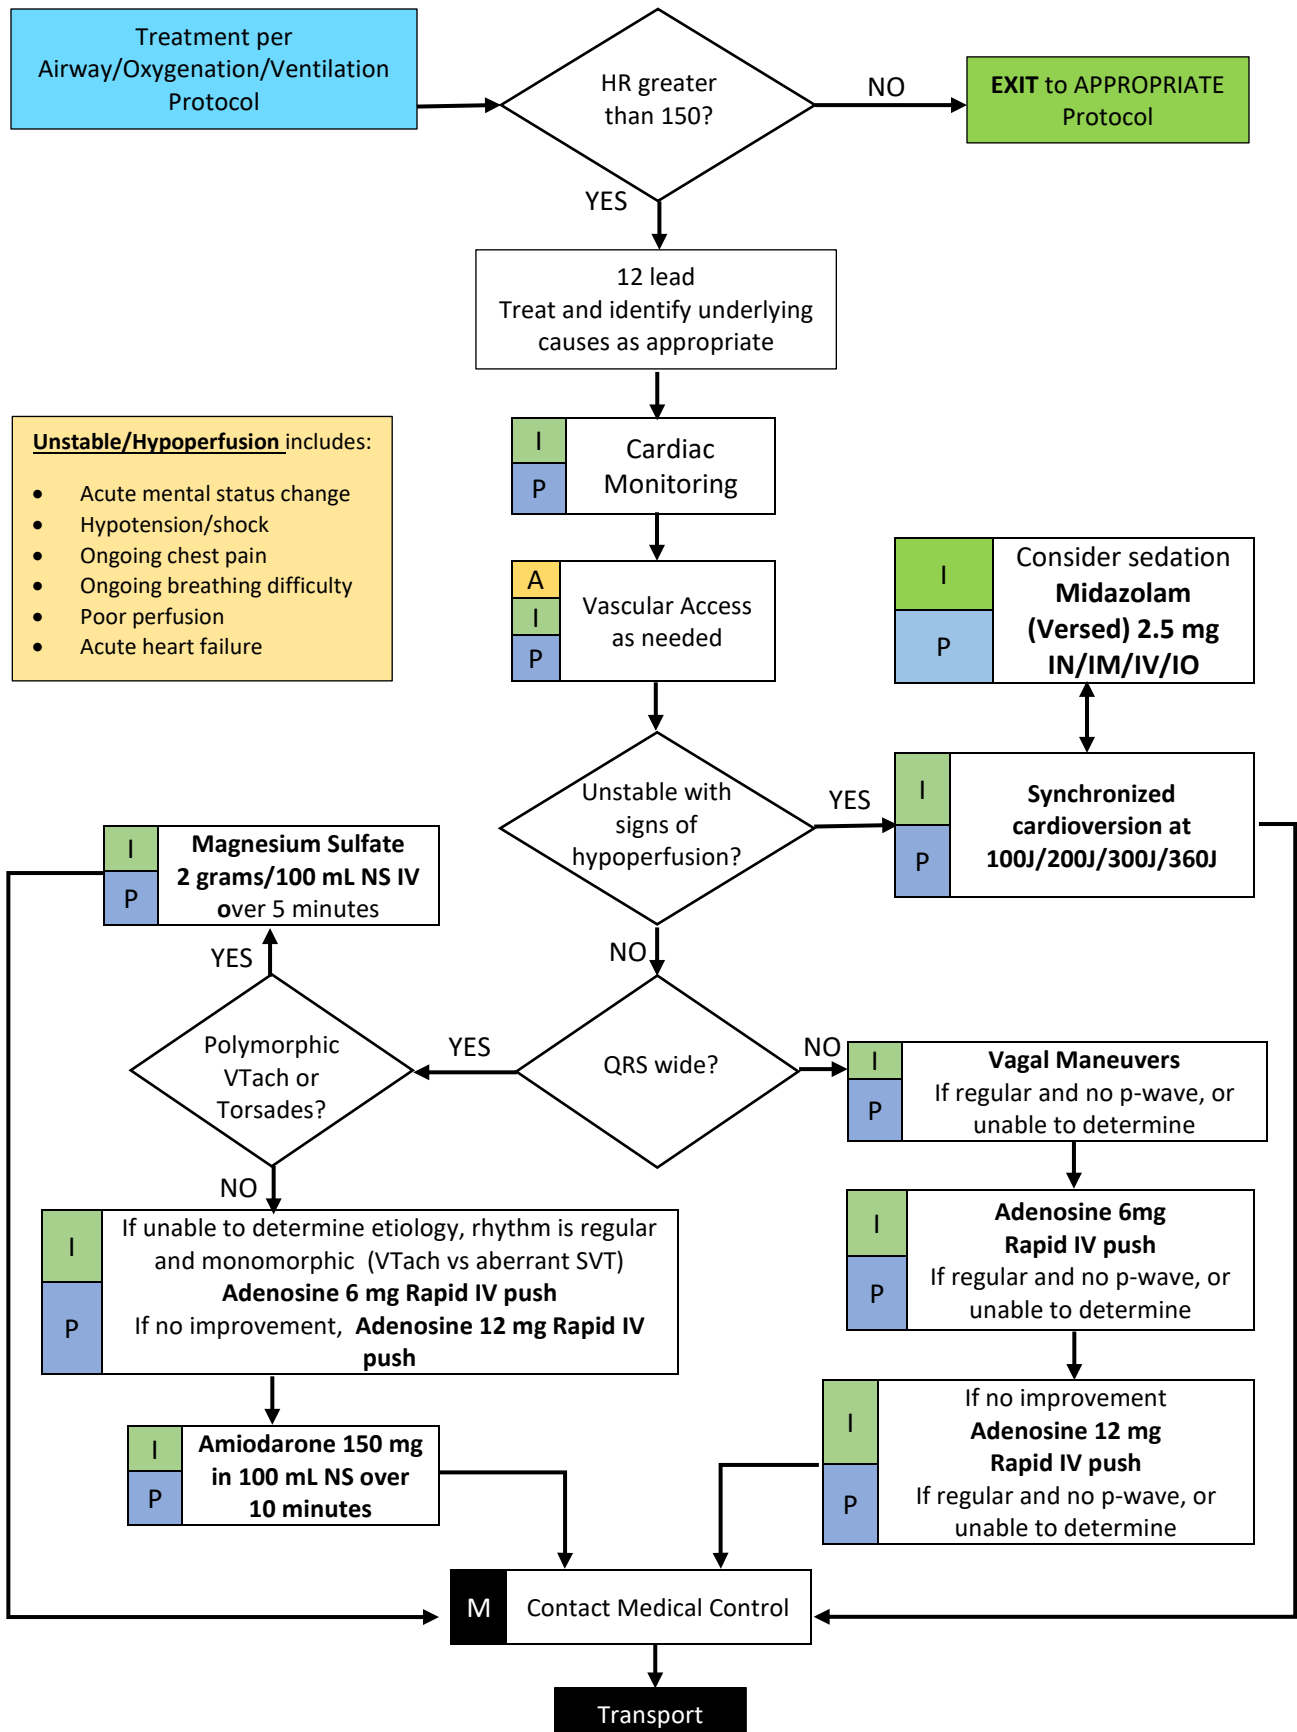 Treatment per
Airway/Oxygenation/Ventilation
Protocol
HR greater
than 150?
NO
EXIT to APPROPRIATE
Protocol
YES
12 lead
Treat and identify underlying
causes as appropriate
Unstable/Hypoperfusion includes:
• Acute mental status change
• Hypotension/shock
• Ongoing chest pain
• Ongoing breathing difficulty
• Poor perfusion
• Acute heart failure
I
P
Cardiac
Monitoring
A
I
P
Vascular Access
as needed
I
P
Consider sedation
Midazolam
(Versed) 2.5 mg
IN/IM/IV/IO
Unstable with
signs of
hypoperfusion?
YES
I
P
Synchronized
cardioversion at
100J/200J/300J/360J
I
P
Magnesium Sulfate
2 grams/100 mL NS IV
over 5 minutes
NO
YES
Polymorphic
VTach or
Torsades?
YES
QRS wide?
NO
I
P
Vagal Maneuvers
If regular and no p-wave, or
unable to determine
NO
I
P
If unable to determine etiology, rhythm is regular
and monomorphic (VTach vs aberrant SVT)
Adenosine 6 mg Rapid IV push
If no improvement, Adenosine 12 mg Rapid IV
push
I
P
Adenosine 6mg
Rapid IV push
If regular and no p-wave, or
unable to determine
I
P
Amiodarone 150 mg
in 100 mL NS over
10 minutes
I
P
If no improvement
Adenosine 12 mg
Rapid IV push
If regular and no p-wave, or
unable to determine
M
Contact Medical Control
Transport